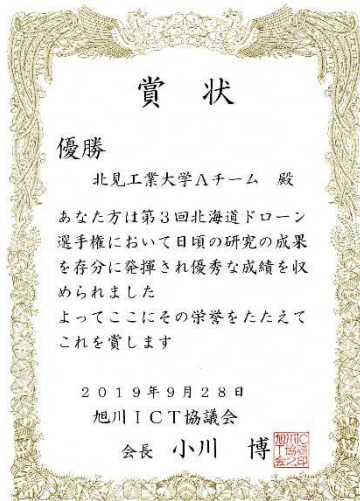 賞状
優勝
北見工業大学Aチーム 殿
あなた方は第3回北海道ドローン
選手権において日頃の研究の成果
を存分に発揮され優秀な成績を収
められました
よってここにその栄誉をたたえて
これを賞します
2019年9月28日
旭川ICT協議会
会長 小川 博